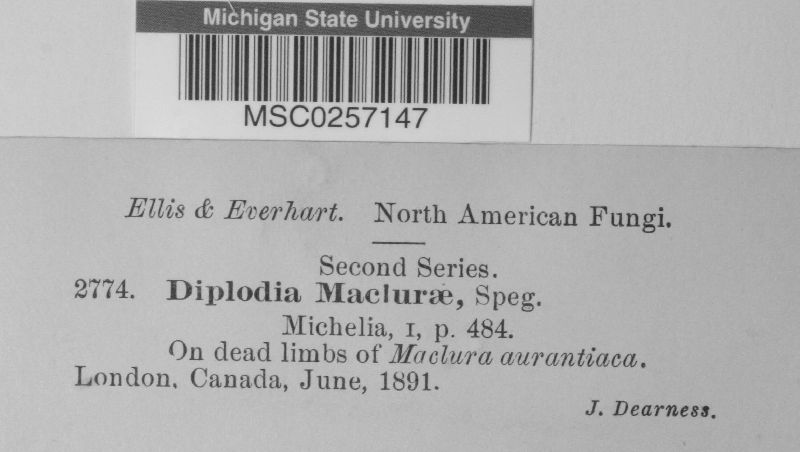 Michigan State University
MSC0257147
Ellis & Everhart. North American Fungi.
Second Series.
2774. Diplodia Macluræ, Speg.
Michelia, I, p. 484.
On dead limbs of Maclura aurantiaca.
London, Canada, June, 1891.
J. Dearness.